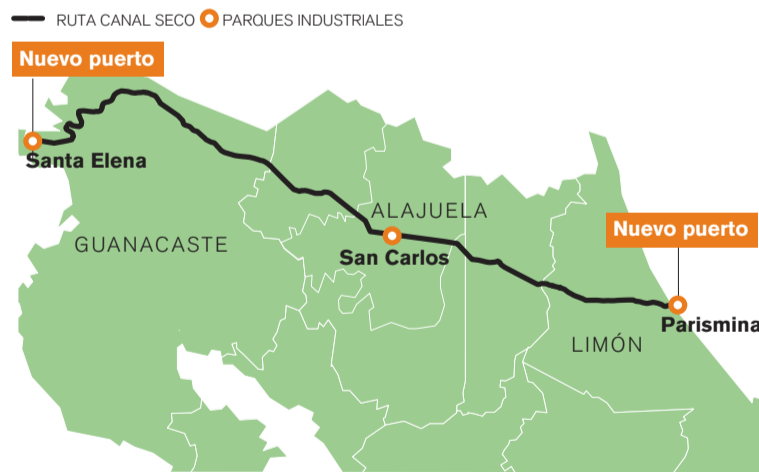 RUTA CANAL SECO
PARQUES INDUSTRIALES
Nuevo puerto
Santa Elena
GUANACASTE
ALAJUELA
San Carlos
Nuevo puerto
Parismina
LIMÓN